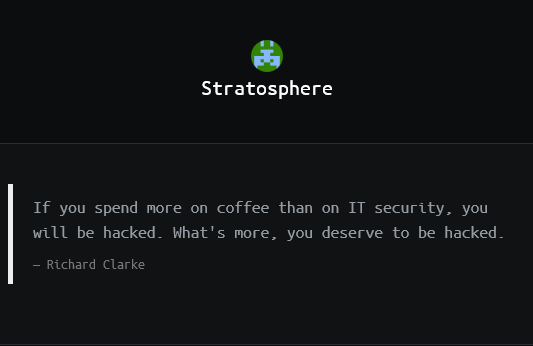 Stratosphere
If you spend more on coffee than on IT security, you
will be hacked. What's more, you deserve to be hacked.
— Richard Clarke